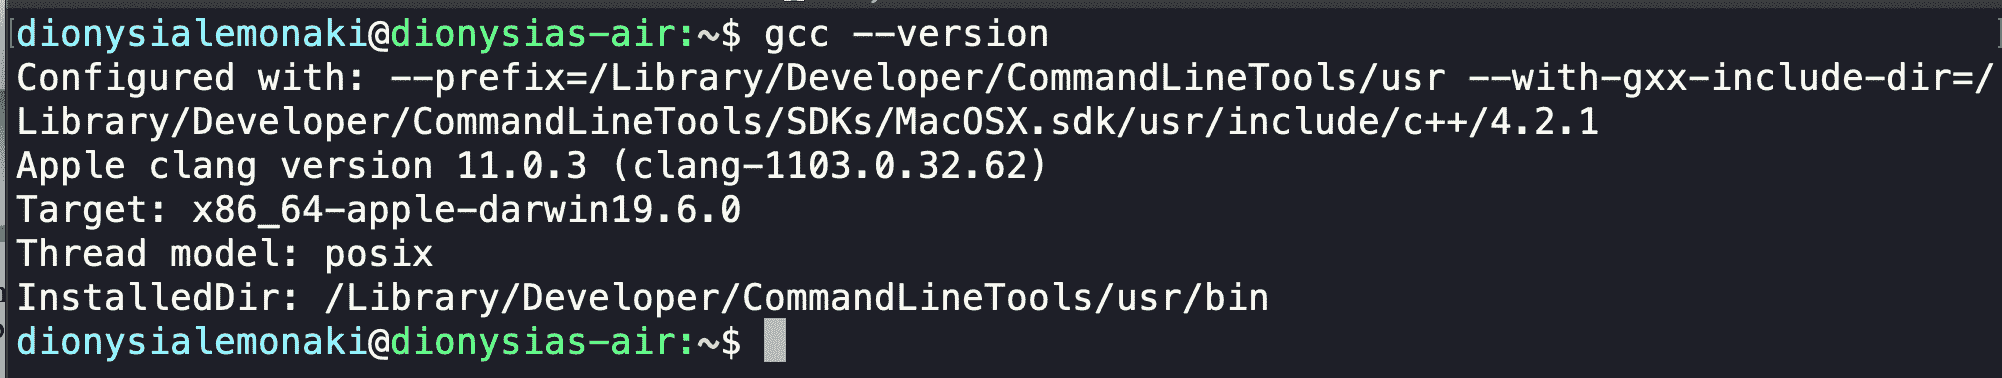 dionysialemonaki@dionysias-air:~$ gcc --version
Configured with: --prefix=/Library/Developer/CommandLineTools/usr --with-gxx-include-dir=/
Library/Developer/CommandLineTools/SDKs/MacOSX.sdk/usr/include/c++/4.2.1
Apple clang version 11.0.3 (clang-1103.0.32.62)
Target: x86_64-apple-darwin19.6.0
Thread model: posix
InstalledDir: /Library/Developer/CommandLineTools/usr/bin
dionysialemonaki@dionysias-air:~$